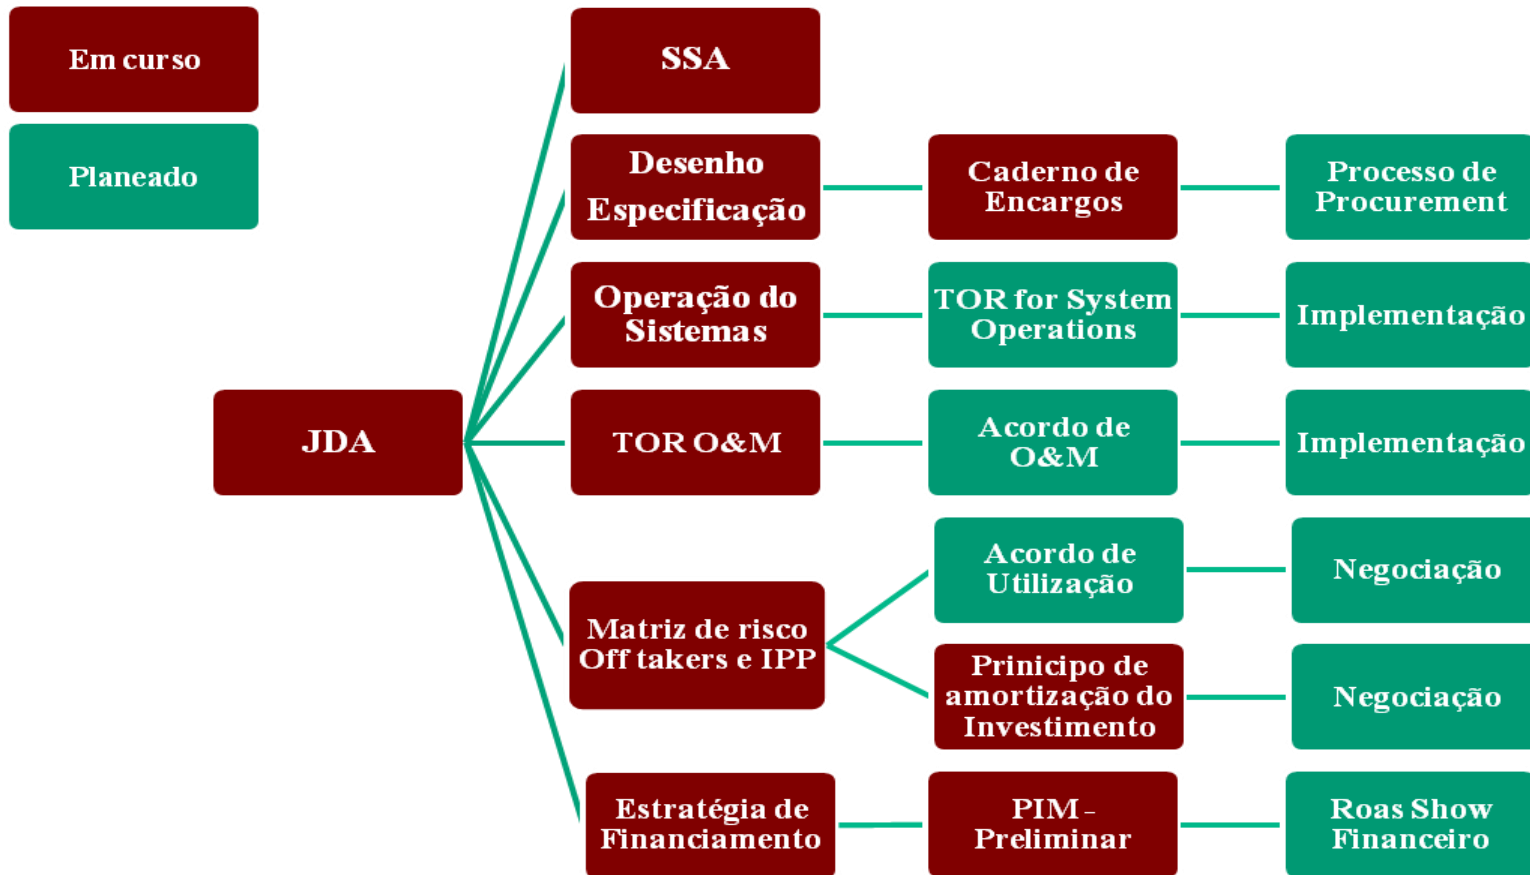 Em curso
Planeado
JDA
SSA
Desenho
Especificação
Caderno de
Encargos
Processo de
Procurement
Operação do
Sistemas
TOR for System
Operations
Implementação
TOR O&M
Acordo de
O&M
Implementação
Matriz de risco
Off takers e IPP
Acordo de
Utilização
Negociação
Prinicipo de
amortização do
Investimento
Negociação
Estratégia de
Financiamento
PIM -
Preliminar
Roas Show
Financeiro